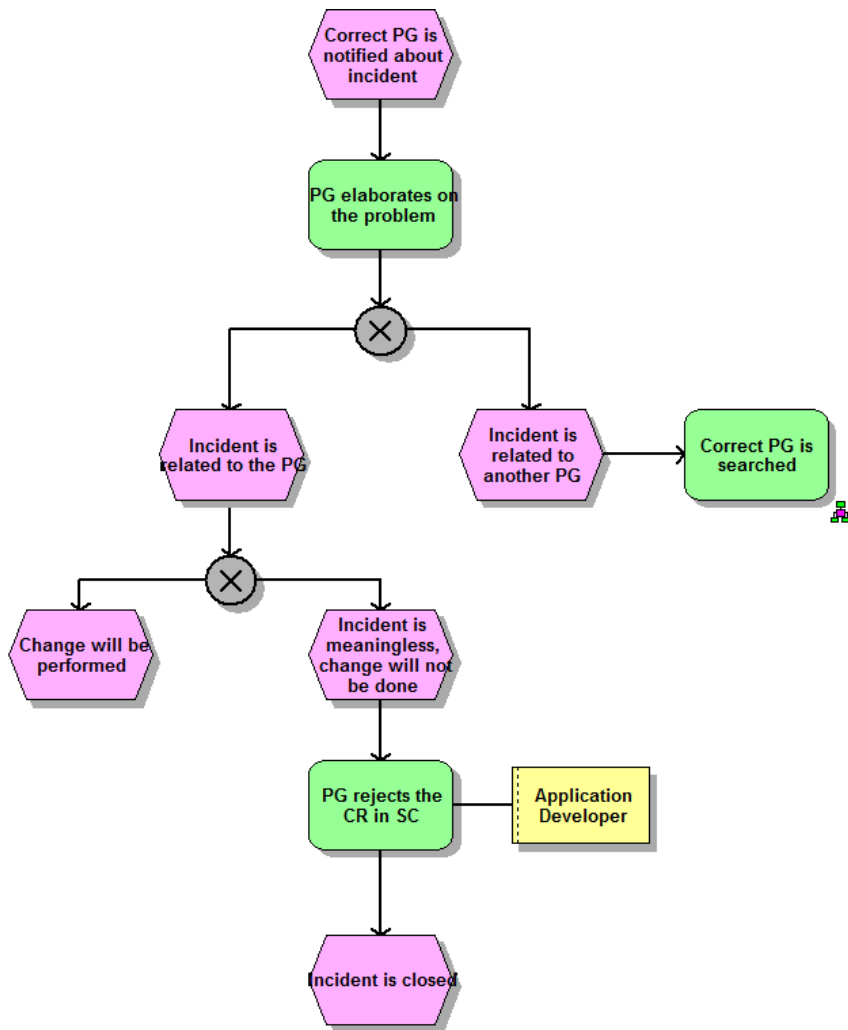 Correct PG is
notified about
incident
PG elaborates on
the problem
Incident is
related to the PG
Incident is
related to
another PG
Correct PG is
searched
Change will be
performed
Incident is
meaningless,
change will not
be done
PG rejects the
CR in SC
Application
Developer
Incident is closed